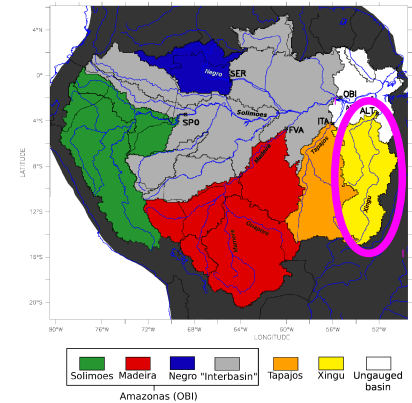 4°N
0°
4°S
8°S
12°S
16°S
20°S
LATITUDE
Negro
SER
OBI
ALT
SPO
Solimoes
ITA
FVA
Madeira
Tapajos
Xingu
80°W
76°W
72°W
68°W
64°W
60°W
56°W
52°W
LONGITUDE
Solimoes Madeira Negro "Interbasin" Tapajos Xingu Ungauged
basin
Amazonas (OBI)